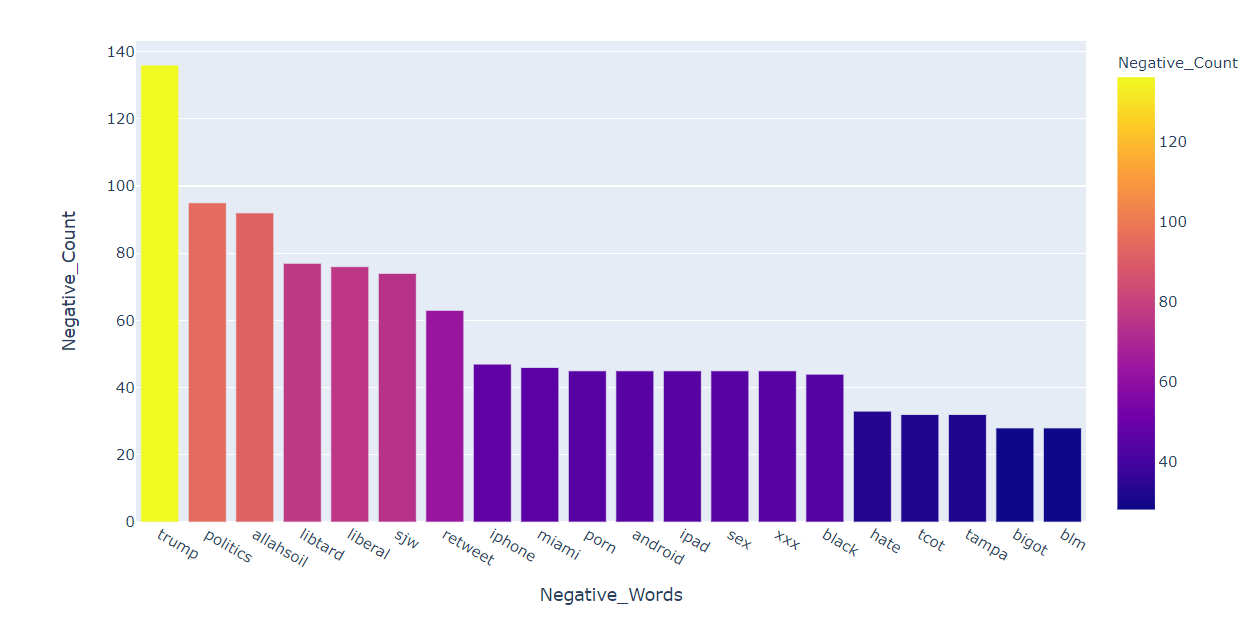 Negative_Count
140
120
100
80
60
40
20
0
Negative_Count
trump
politics
allahsoil
libtard
liberal
sjw
retweet
iphone
miami
porn
android
ipad
sex
xxx
black
hate
tcot
tampa
bigot
blm
Negative_Words
120
100
80
60
40